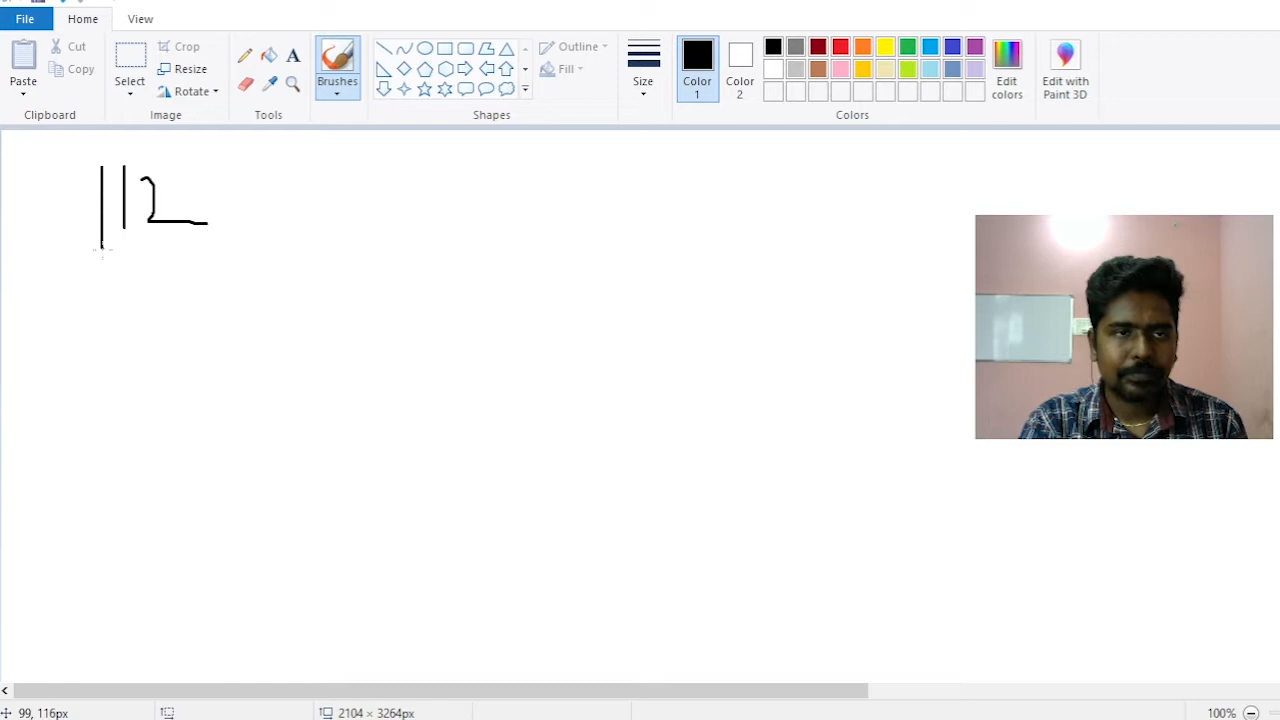 File Home View
Paste Cut Copy Select Crop Resize Rotate Brushes Outline Fill Size Color 1 Color 2 Edit colors Edit with Paint 3D
Clipboard Image Tools Shapes Colors
112
99, 116px 2104 × 3264px 100%